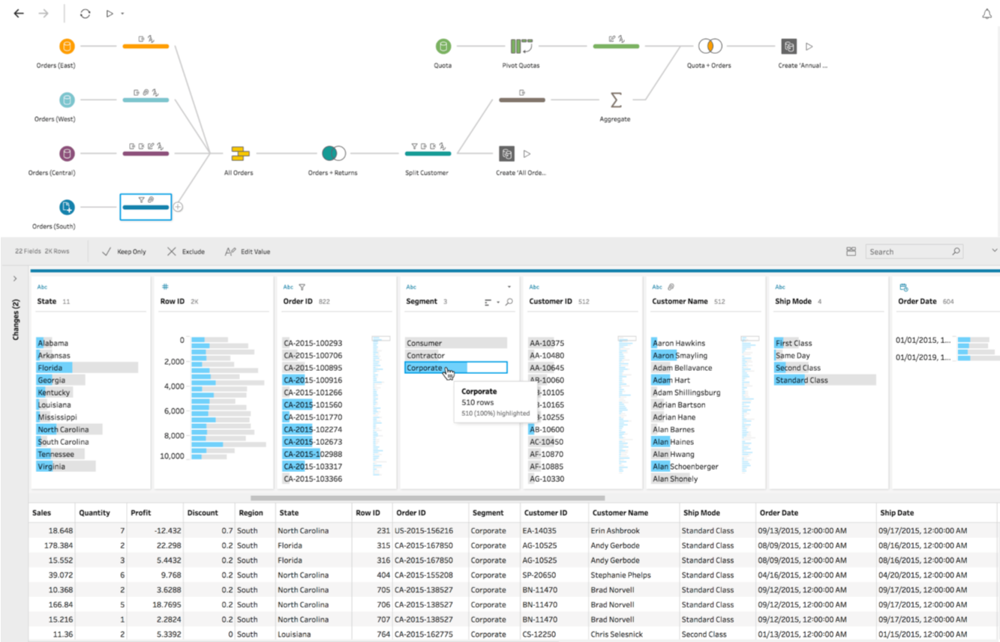 Orders (East)
Quota
Pivot Quotas
Quota + Orders
Create 'Annual ...
Orders (West)
Aggregate
Orders (Central)
All Orders
Orders + Returns
Split Customer
Create 'All Orde...
Orders (South)
22 Fields 2K Rows
Keep Only
Exclude
Edit Value
Search
Changes (2)
Abc
State 11
Alabama
Arkansas
Florida
Georgia
Kentucky
Louisiana
Mississippi
North Carolina
South Carolina
Tennessee
Virginia
#
Row ID 2K
0
2,000
4,000
6,000
8,000
10,000
Abc
Order ID 822
CA-2015-100293
CA-2015-100706
CA-2015-100895
CA-2015-100916
CA-2015-101266
CA-2015-101560
CA-2015-101770
CA-2015-102274
CA-2015-102673
CA-2015-102988
CA-2015-103317
CA-2015-103366
Abc
Segment 3
Consumer
Contractor
Corporate
Corporate
510 rows
510 (100%) highlighted
Abc
Customer ID 512
AA-10375
AA-10480
AA-10645
AB-10060
-10105
-10165
-10255
AB-10600
AC-10450
AF-10870
AF-10885
AG-10330
Abc
Customer Name 512
Aaron Hawkins
Aaron Smayling
Adam Bellavance
Adam Hart
Adam Shillingsburg
Adrian Bartson
Adrian Hane
Alan Barnes
Alan Haines
Alan Hwang
Alan Schoenberger
Alan Shonely
Abc
Ship Mode 4
First Class
Same Day
Second Class
Standard Class
Order Date 604
01/01/2015, 1...
01/01/2019, 1...
Sales Quantity Profit Discount Region State Row ID Order ID Segment Customer ID Customer Name Ship Mode Order Date Ship Date
18.648 7 -12.432 0.7 South North Carolina 231 US-2015-156216 Corporate EA-14035 Erin Ashbrook Standard Class 09/13/2015, 12:00:00 AM 09/17/2015, 12:00:00 AM
178.384 2 22.298 0.2 South Florida 315 CA-2015-167850 Corporate AG-10525 Andy Gerbode Standard Class 08/09/2015, 12:00:00 AM 08/16/2015, 12:00:00 AM
15.552 3 5.4432 0.2 South Florida 316 CA-2015-167850 Corporate AG-10525 Andy Gerbode Standard Class 08/09/2015, 12:00:00 AM 08/16/2015, 12:00:00 AM
39.072 6 9.768 0.2 South North Carolina 404 CA-2015-155208 Corporate SP-20650 Stephanie Phelps Standard Class 04/16/2015, 12:00:00 AM 04/20/2015, 12:00:00 AM
10.368 2 3.6288 0.2 South North Carolina 705 CA-2015-138527 Corporate BN-11470 Brad Norvell Standard Class 09/12/2015, 12:00:00 AM 09/17/2015, 12:00:00 AM
166.84 5 18.7695 0.2 South North Carolina 706 CA-2015-138527 Corporate BN-11470 Brad Norvell Standard Class 09/12/2015, 12:00:00 AM 09/17/2015, 12:00:00 AM
15.216 1 2.2824 0.2 South North Carolina 707 CA-2015-138527 Corporate BN-11470 Brad Norvell Standard Class 09/12/2015, 12:00:00 AM 09/17/2015, 12:00:00 AM
11.36 2 5.3392 0 South Louisiana 764 CA-2015-162775 Corporate CS-12250 Chris Selesnick Second Class 01/13/2015, 12:00:00 AM 01/15/2015, 12:00:00 AM